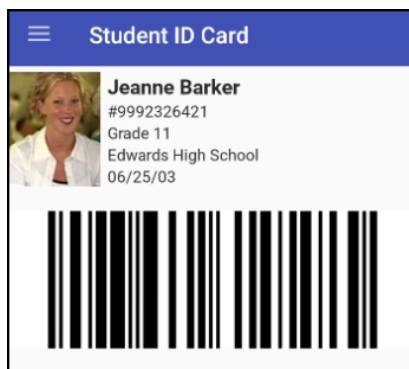 Student ID Card
Jeanne Barker
#9992326421
Grade 11
Edwards High School
06/25/03